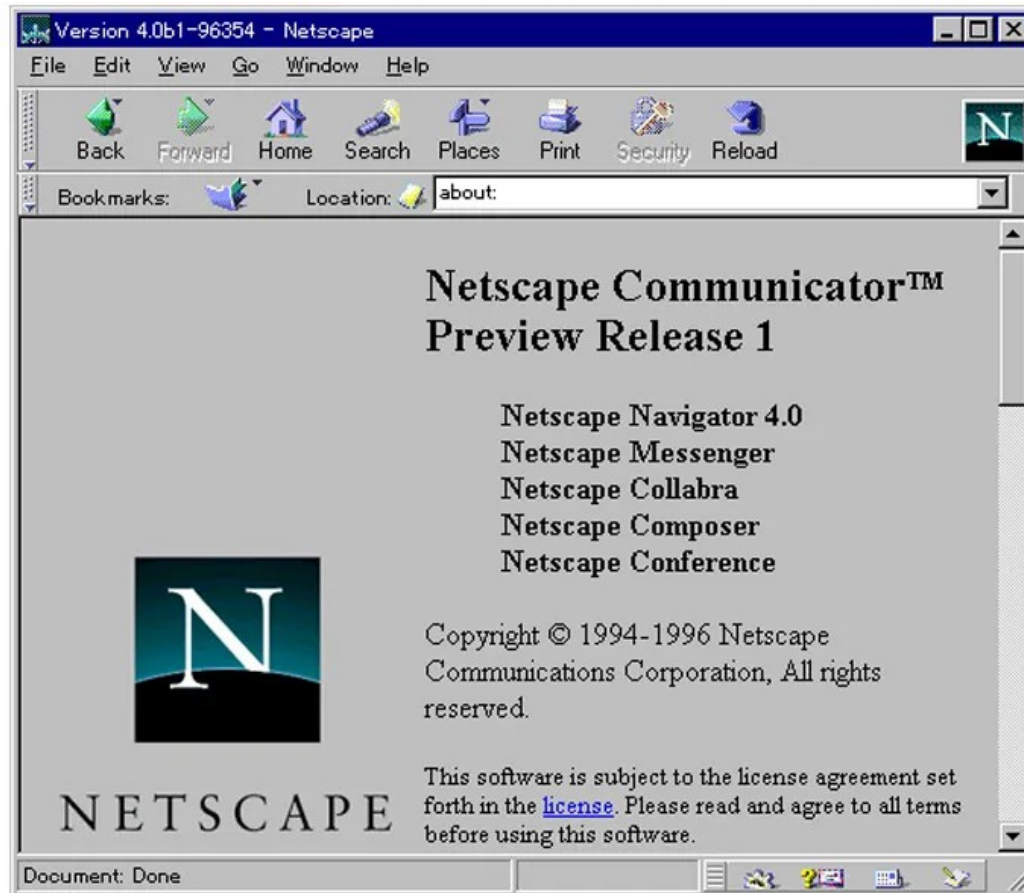 Version 4.0b1-96354 - Netscape
File Edit View Go Window Help
Back Forward Home Search Places Print Security Reload
N
Bookmarks: Location: about:
Netscape Communicator™
Preview Release 1
Netscape Navigator 4.0
Netscape Messenger
Netscape Collabra
Netscape Composer
Netscape Conference
N
NETSCAPE
Copyright © 1994-1996 Netscape
Communications Corporation, All rights
reserved.
This software is subject to the license agreement set
forth in the license. Please read and agree to all terms
before using this software.
Document: Done